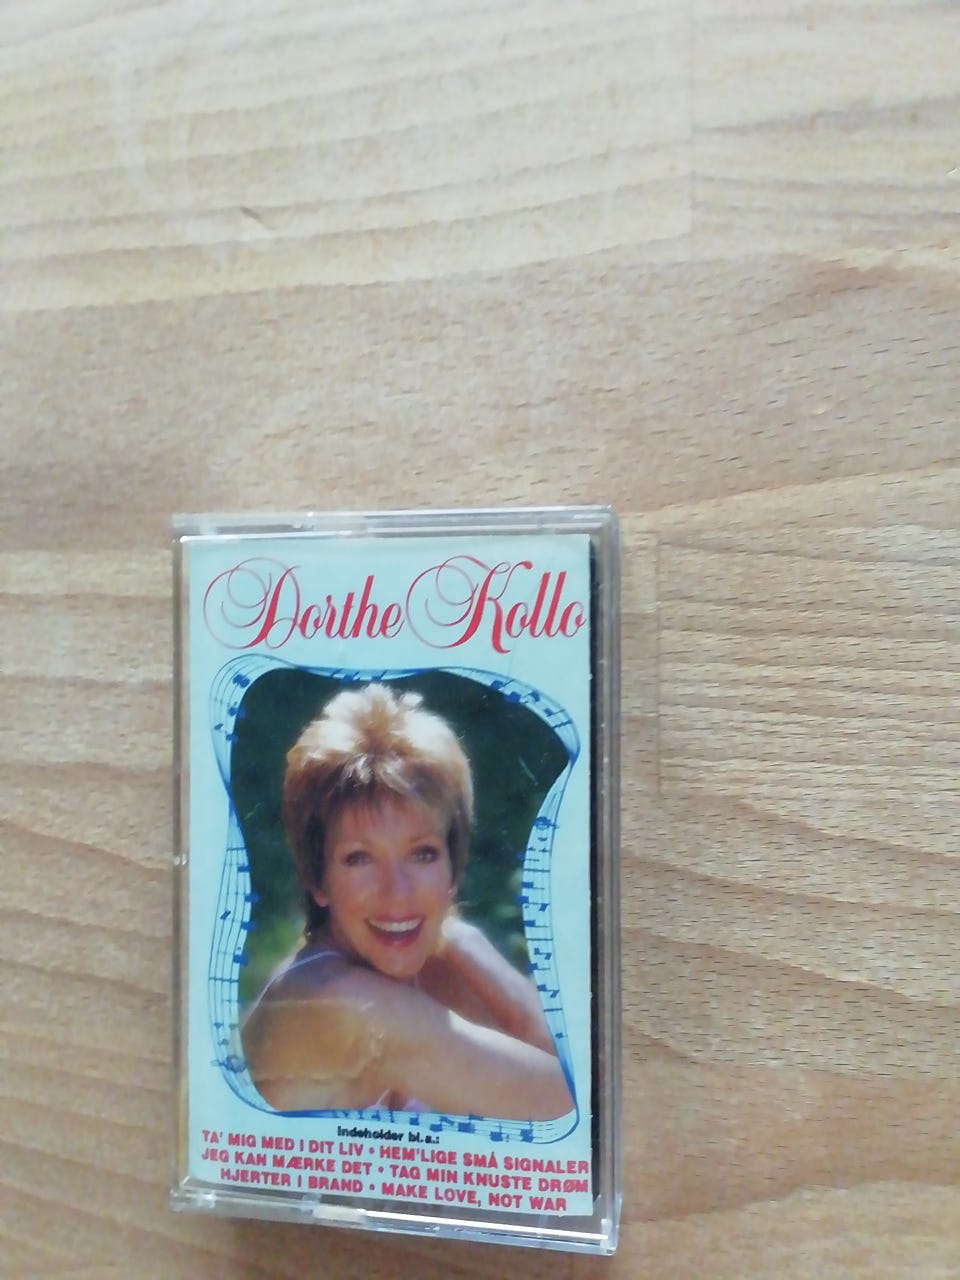 Dorthe Kollo
Indeholder bl.a.:
TA' MIG MED I DIT LIV • HEM'LIGE SMÅ SIGNALER
JEG KAN MÆRKE DET • TAG MIN KNUSTE DRØM
HJERTER I BRAND • MAKE LOVE, NOT WAR